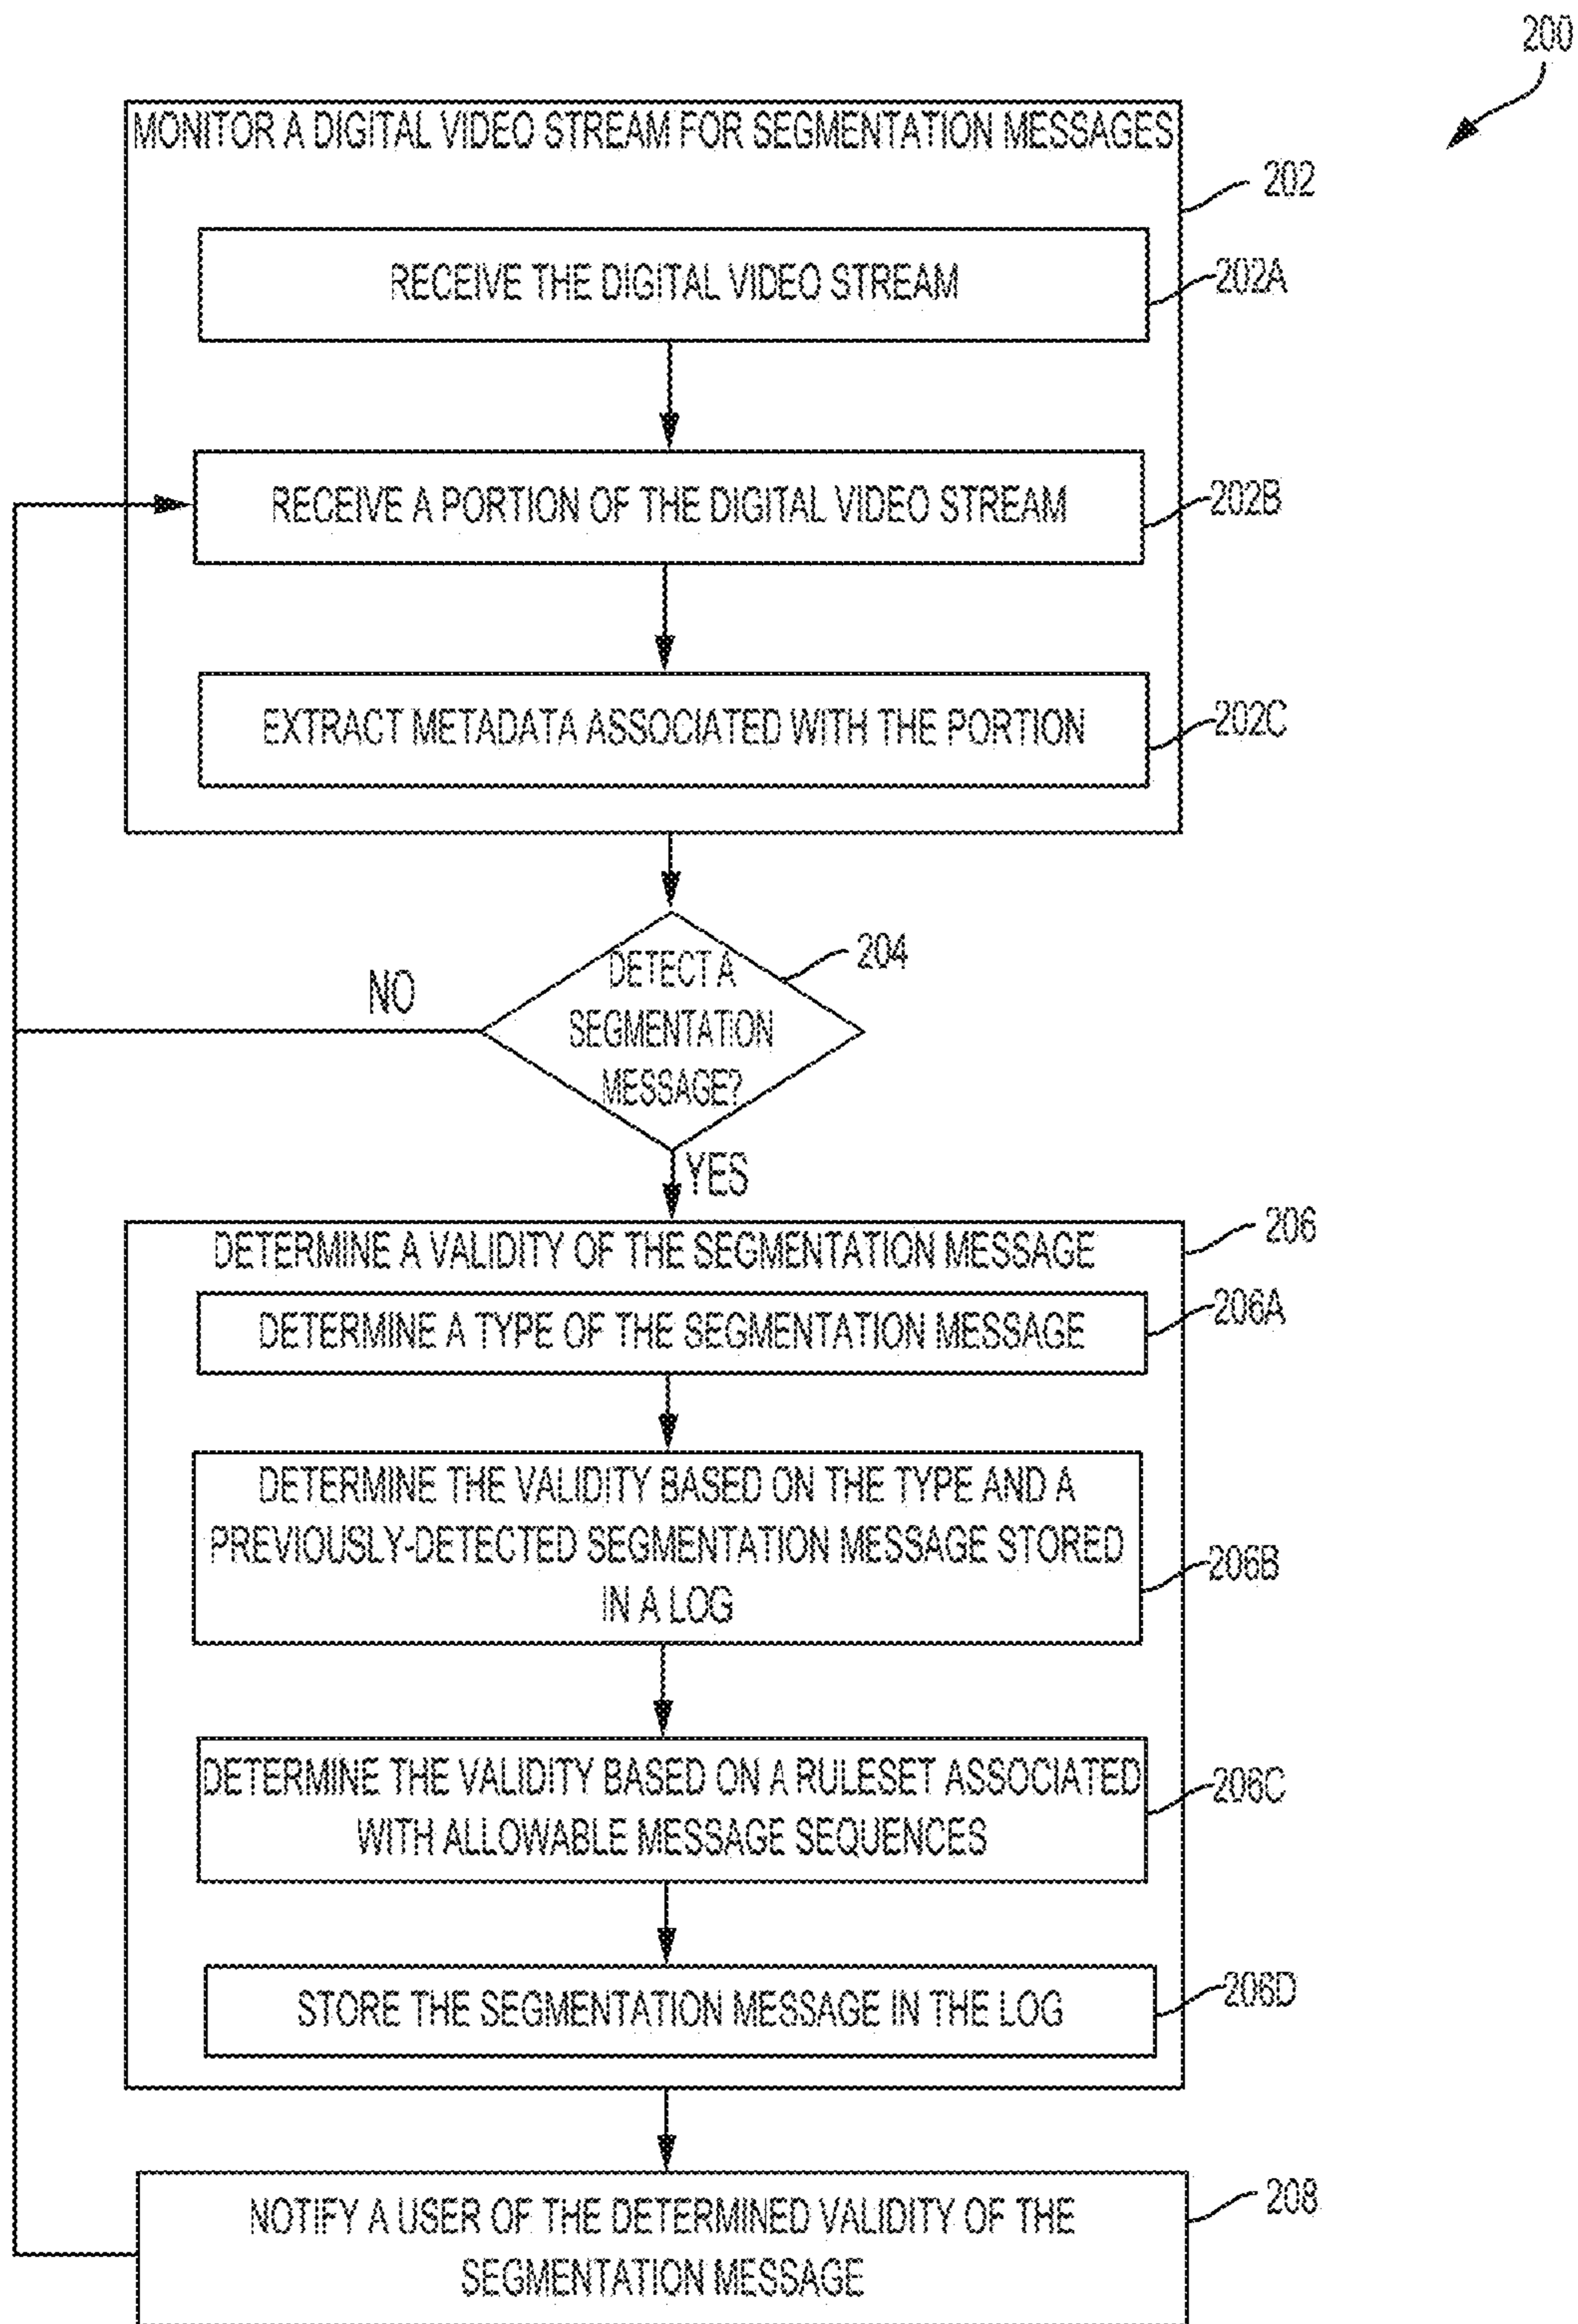 200
MONITOR A DIGITAL VIDEO STREAM FOR SEGMENTATION MESSAGES
202
RECEIVE THE DIGITAL VIDEO STREAM
202A
RECEIVE A PORTION OF THE DIGITAL VIDEO STREAM
202B
EXTRACT METADATA ASSOCIATED WITH THE PORTION
202C
DETECT A
SEGMENTATION
MESSAGE?
204
NO
YES
DETERMINE A VALIDITY OF THE SEGMENTATION MESSAGE
206
DETERMINE A TYPE OF THE SEGMENTATION MESSAGE
206A
DETERMINE THE VALIDITY BASED ON THE TYPE AND A
PREVIOUSLY-DETECTED SEGMENTATION MESSAGE STORED
IN A LOG
206B
DETERMINE THE VALIDITY BASED ON A RULESET ASSOCIATED
WITH ALLOWABLE MESSAGE SEQUENCES
206C
STORE THE SEGMENTATION MESSAGE IN THE LOG
206D
NOTIFY A USER OF THE DETERMINED VALIDITY OF THE
SEGMENTATION MESSAGE
208